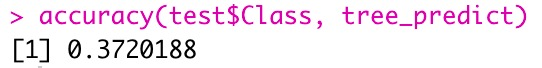 > accuracy(test$Class, tree_predict)
[1] 0.3720188